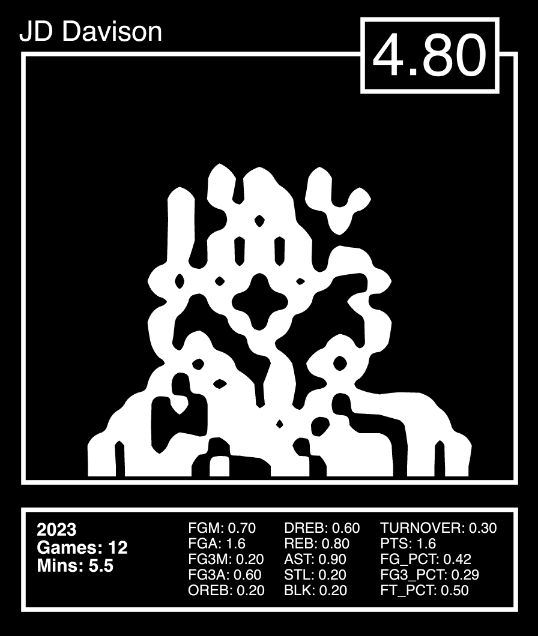 JD Davison
4.80
2023
Games: 12
Mins: 5.5
FGM: 0.70
FGA: 1.6
FG3M: 0.20
FG3A: 0.60
OREB: 0.20
DREB: 0.60
REB: 0.80
AST: 0.90
STL: 0.20
BLK: 0.20
TURNOVER: 0.30
PTS: 1.6
FG_PCT: 0.42
FG3_PCT: 0.29
FT_PCT: 0.50